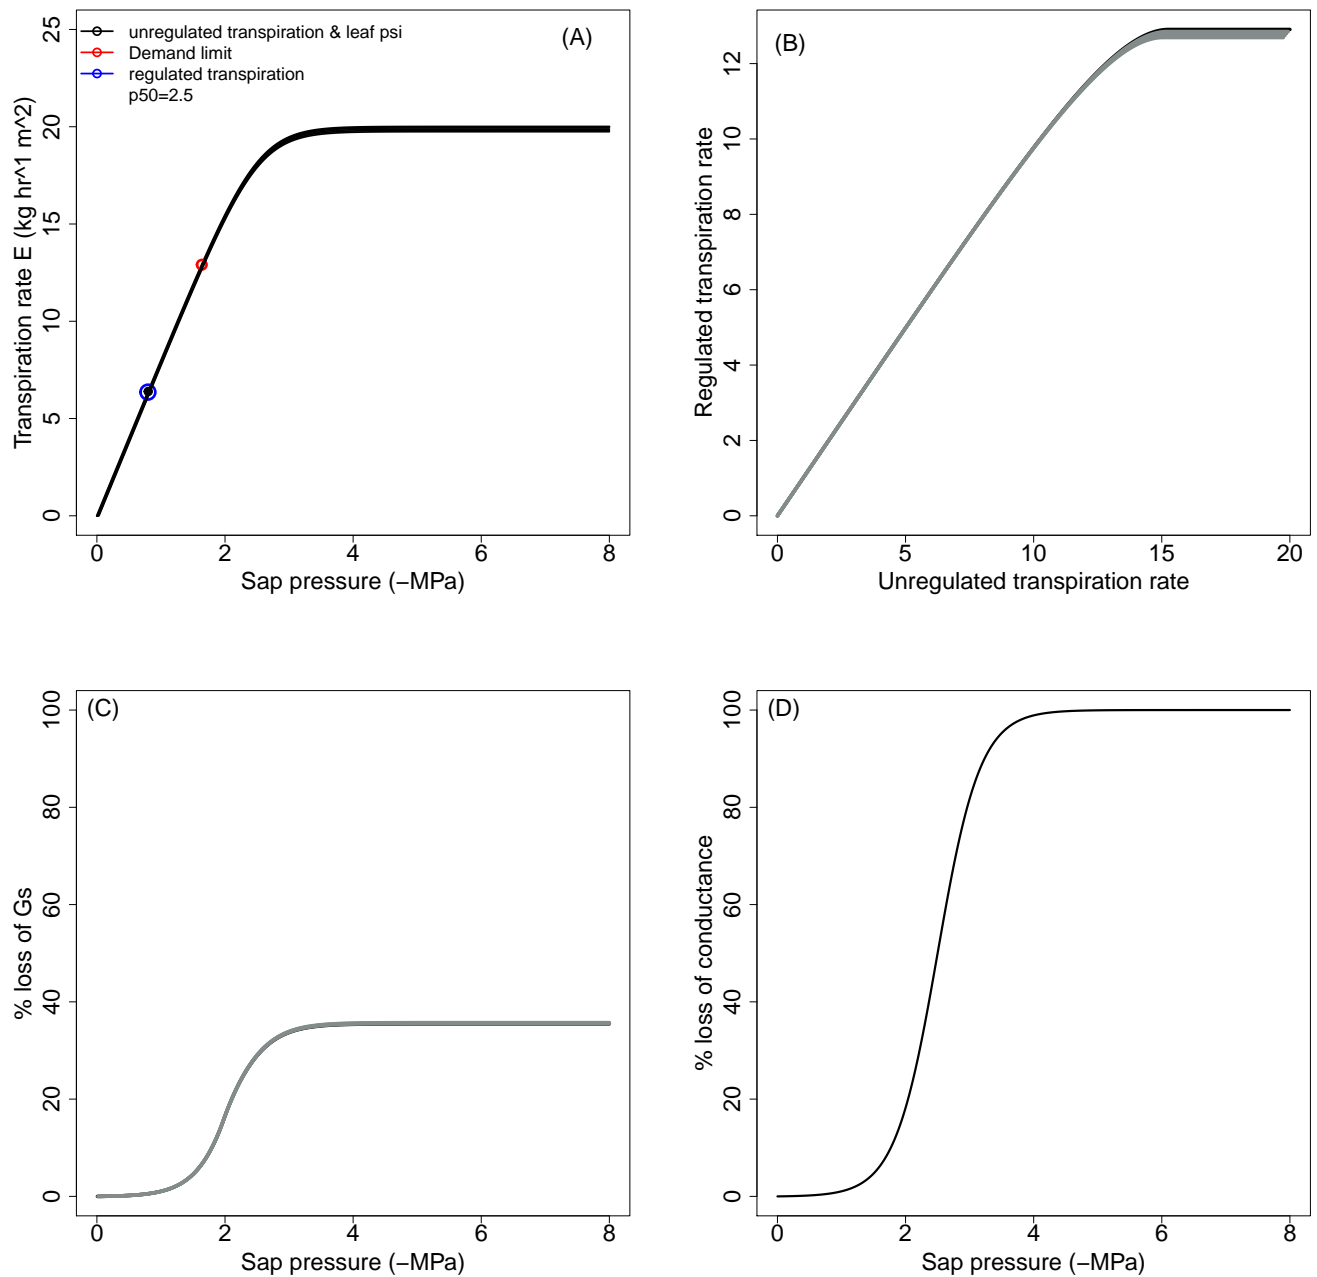 unregulated transpiration & leaf psi
Demand limit
regulated transpiration
p50=2.5
(A)
25
20
15
10
5
0
Transpiration rate E (kg hr^1 m^2)
0 2 4 6 8
Sap pressure (−MPa)
(B)
12
10
8
6
4
2
0
Regulated transpiration rate
0 5 10 15 20
Unregulated transpiration rate
(C)
100
80
60
40
20
0
% loss of Gs
0 2 4 6 8
Sap pressure (−MPa)
(D)
100
80
60
40
20
0
% loss of conductance
0 2 4 6 8
Sap pressure (−MPa)